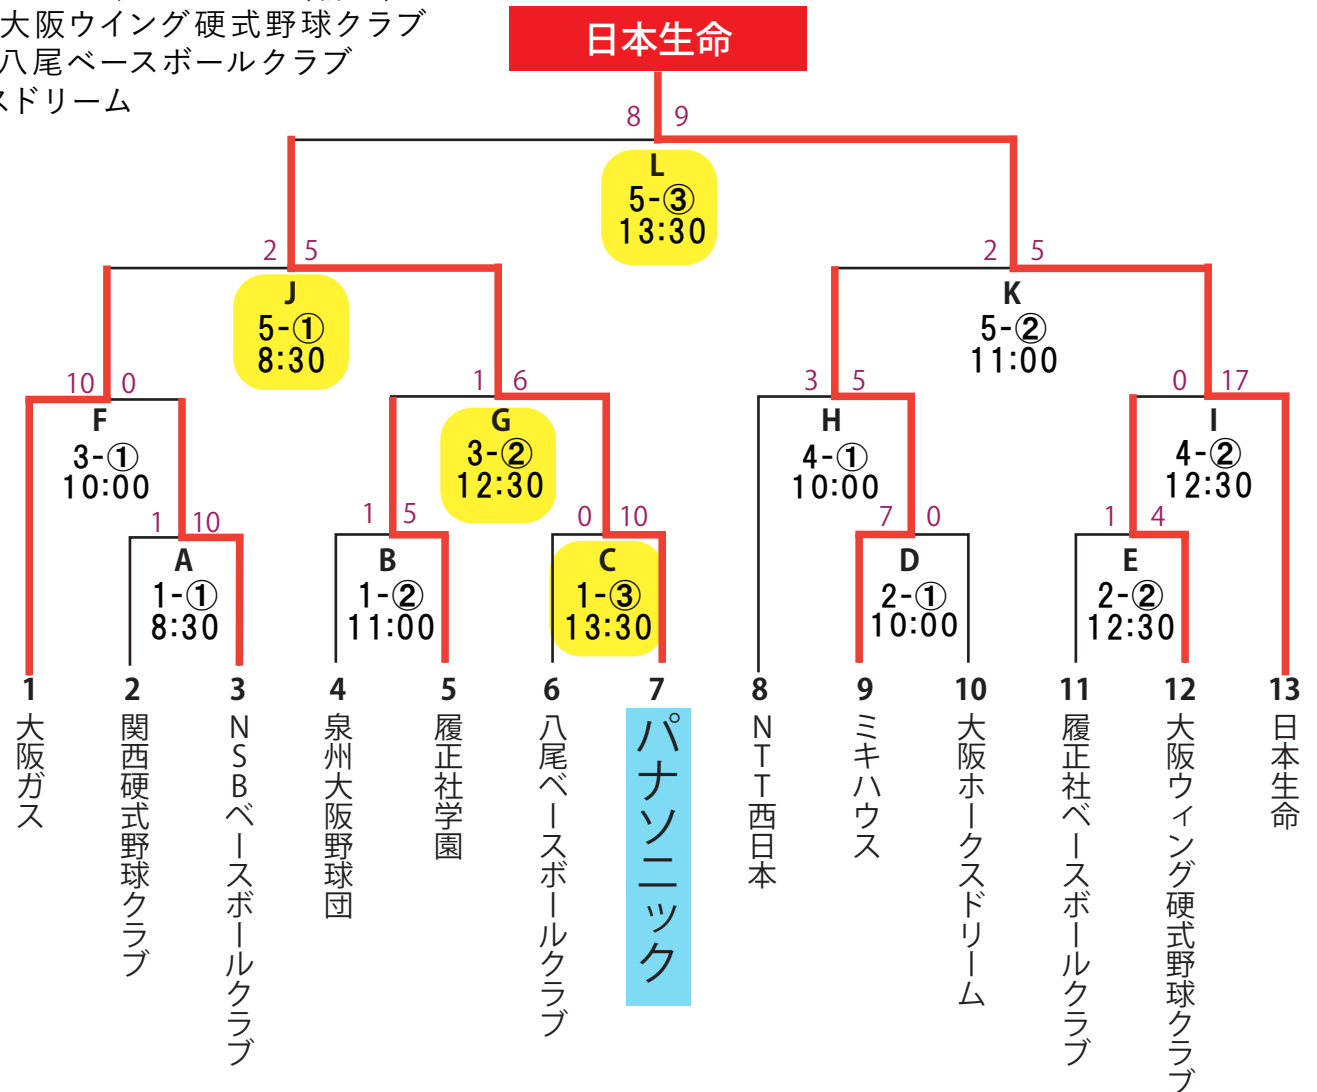 大阪ウイング硬式野球クラブ
八尾ベースボールクラブ
スドリーム
日本生命
8 9
L
5-③
13:30
2 5
J
5-①
8:30
2 5
K
5-②
11:00
10 0
F
3-①
10:00
1 6
G
3-②
12:30
3 5
H
4-①
10:00
0 17
I
4-②
12:30
1 10
A
1-①
8:30
1 5
B
1-②
11:00
0 10
C
1-③
13:30
7 0
D
2-①
10:00
1 4
E
2-②
12:30
1
大阪ガス
2
関西硬式野球クラブ
3
NSBベースボールクラブ
4
泉州大阪野球団
5
履正社学園
6
八尾ベースボールクラブ
7
パナソニック
8
NTT西日本
9
ミキハウス
10
大阪ホークスドリーム
11
履正社ベースボールクラブ
12
大阪ウィング硬式野球クラブ
13
日本生命